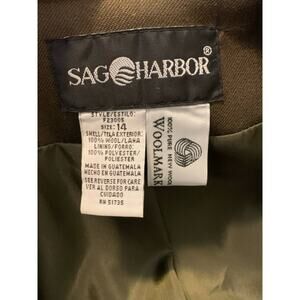 SAG HARBOR®
STYLE/ESTILO:
F23005
SIZE: 14
SHELL/TELA EXTERIOR:
100% WOOL/LANA
LINING/FORRO:
100% POLYESTER/
POLIESTER
MADE IN GUATEMALA
HECHO EN GUATEMALA
SEE REVERSE FOR CARE
VER AL DORSO PARA
CUIDADO
RN 51735
100% PURE NEW WOOL
WOOLMARK